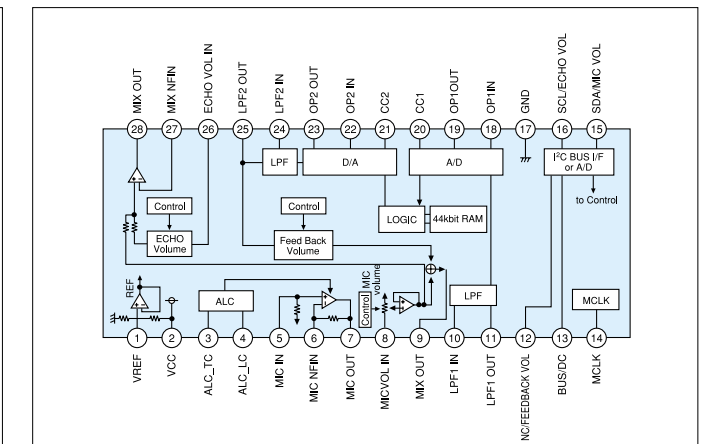 MIX OUT
MIX NFIN
ECHO VOL IN
LPF2 OUT
LPF2 IN
OP2 OUT
OP2 IN
CC2
CC1
OP1OUT
OP1IN
GND
SCL/ECHO VOL
SDA/MIC VOL
28
27
26
25
24
23
22
21
20
19
18
17
16
15
LPF
D/A
A/D
I²C BUS I/F
or A/D
to Control
Control
Control
LOGIC
44kbit RAM
ECHO
Volume
Feed Back
Volume
REF
ALC
Control
MIC
volume
LPF
MCLK
1
2
3
4
5
6
7
8
9
10
11
12
13
14
VREF
VCC
ALC_TC
ALC_LC
MIC IN
MIC NFIN
MIC OUT
MICVOL IN
MIX OUT
LPF1 IN
LPF1 OUT
NC/FEEDBACK VOL
BUS/DC
MCLK